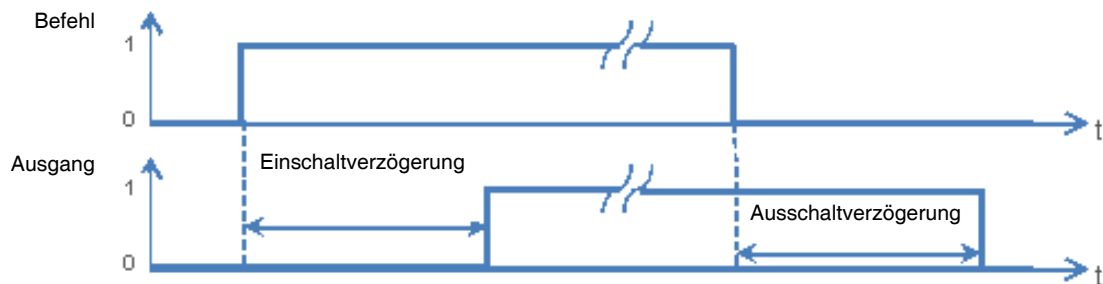 Befehl
1
0
t
Ausgang
Einschaltverzögerung
1
Ausschaltverzögerung
0
t